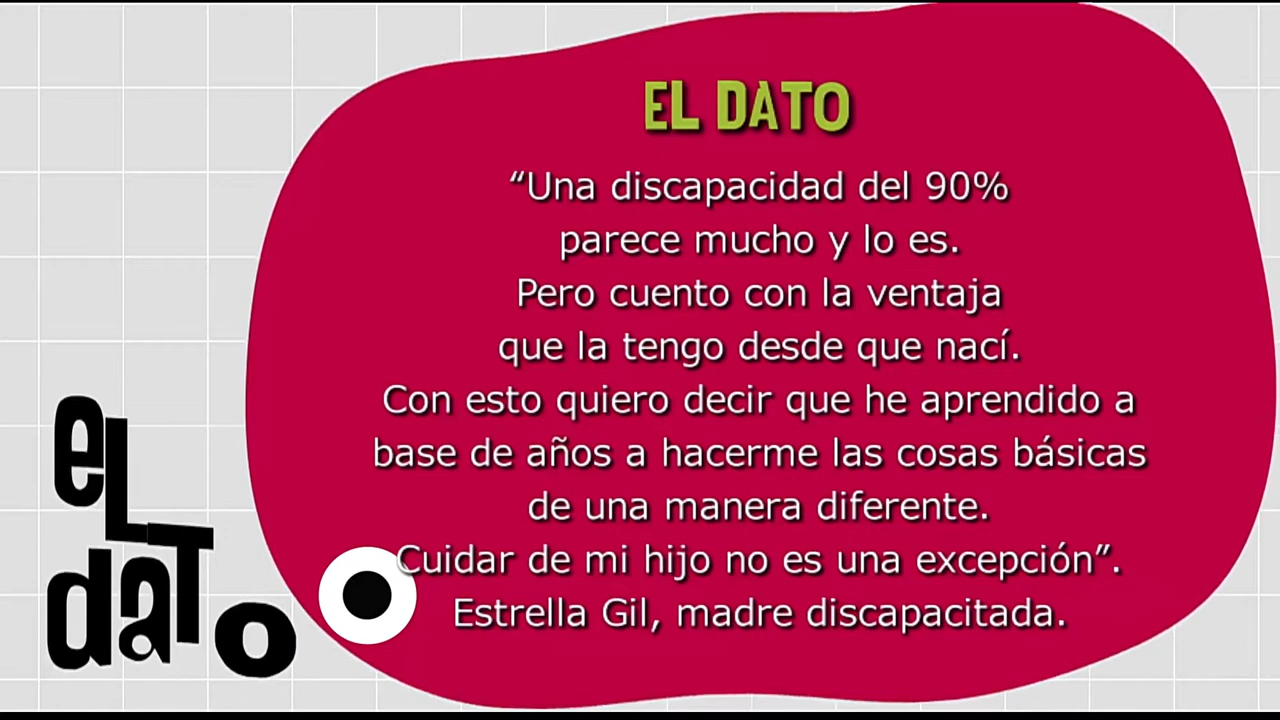 EL DATO
“Una discapacidad del 90%
parece mucho y lo es.
Pero cuento con la ventaja
que la tengo desde que nací.
Con esto quiero decir que he aprendido a
base de años a hacerme las cosas básicas
de una manera diferente.
Cuidar de mi hijo no es una excepción”.
Estrella Gil, madre discapacitada.
eL
daTo